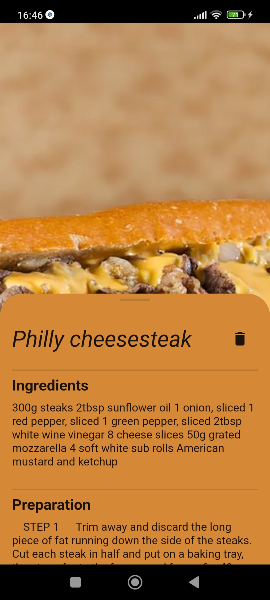 16:46
Philly cheesesteak
Ingredients
300g steaks 2tbsp sunflower oil 1 onion, sliced 1
red pepper, sliced 1 green pepper, sliced 2tbsp
white wine vinegar 8 cheese slices 50g grated
mozzarella 4 soft white sub rolls American
mustard and ketchup
Preparation
STEP 1 Trim away and discard the long
piece of fat running down the side of the steaks.
Cut each steak in half and put on a baking tray,